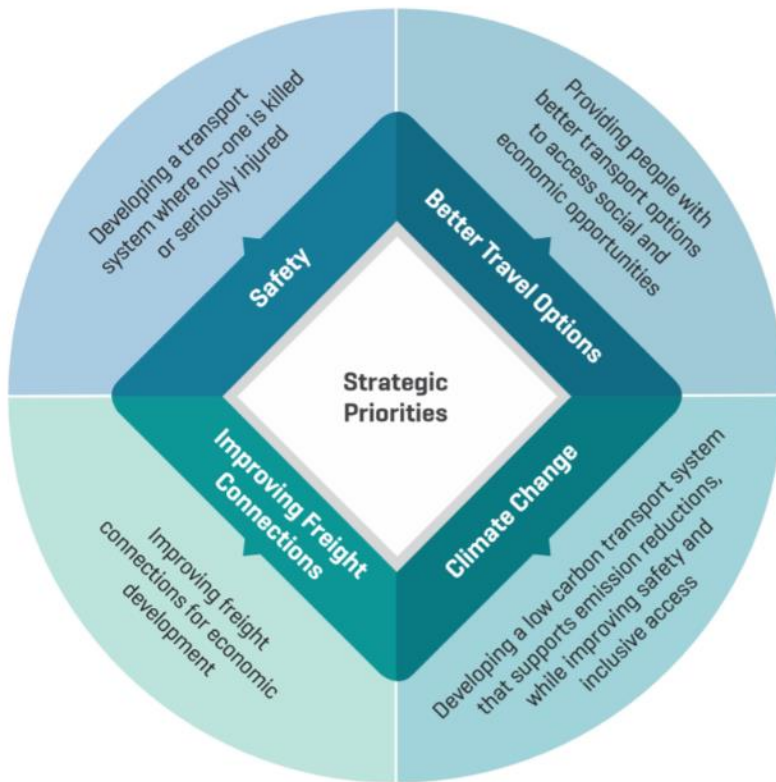 Developing a transport
system where no-one is killed
or seriously injured
Safety
Providing people with
better transport options
to access social and
economic opportunities
Better Travel Options
Strategic
Priorities
Improving Freight
Connections
Improving freight
connections for economic
development
Climate Change
Developing a low carbon transport system
that supports emission reductions,
while improving safety and
inclusive access